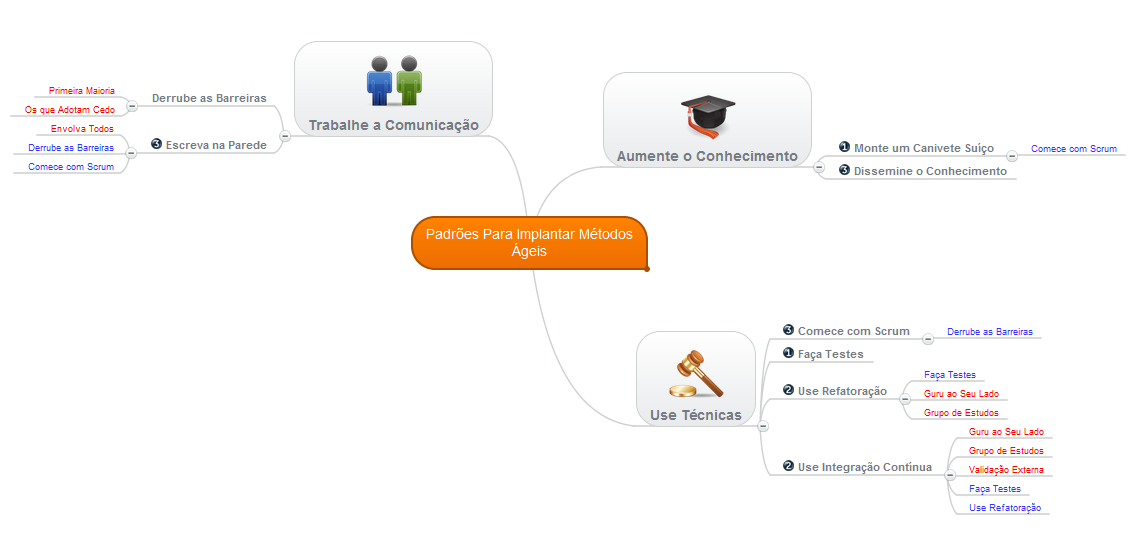 Trabalhe a Comunicação
Derrube as Barreiras
Primeira Maioria
Os que Adotam Cedo
❸ Escreva na Parede
Envolva Todos
Derrube as Barreiras
Comece com Scrum
Aumente o Conhecimento
❶ Monte um Canivete Suíço
Comece com Scrum
❸ Dissemine o Conhecimento
Padrões Para Implantar Métodos
Ágeis
Use Técnicas
❸ Comece com Scrum
Derrube as Barreiras
❶ Faça Testes
❷ Use Refatoração
Faça Testes
Guru ao Seu Lado
Grupo de Estudos
❷ Use Integração Contínua
Guru ao Seu Lado
Grupo de Estudos
Validação Externa
Faça Testes
Use Refatoração